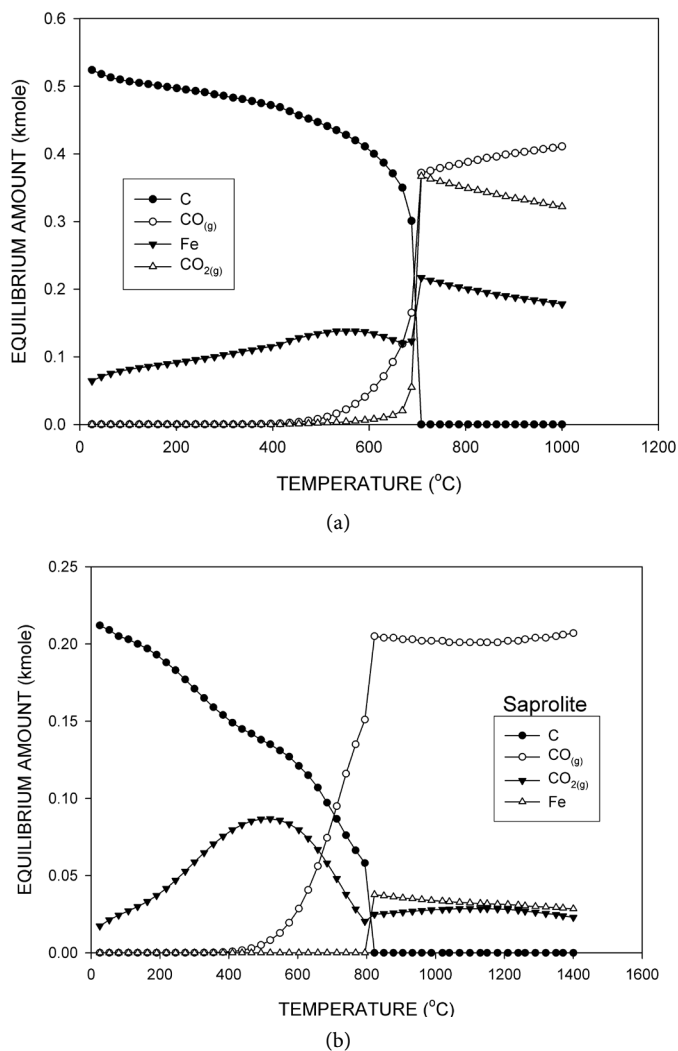 0.6
0.5
0.4
0.3
0.2
0.1
0.0
EQUILIBRIUM AMOUNT (kmole)
C
CO(g)
Fe
CO2(g)
0 200 400 600 800 1000 1200
TEMPERATURE (oC)
(a)
0.25
0.20
0.15
0.10
0.05
0.00
EQUILIBRIUM AMOUNT (kmole)
Saprolite
C
CO(g)
CO2(g)
Fe
0 200 400 600 800 1000 1200 1400 1600
TEMPERATURE (oC)
(b)